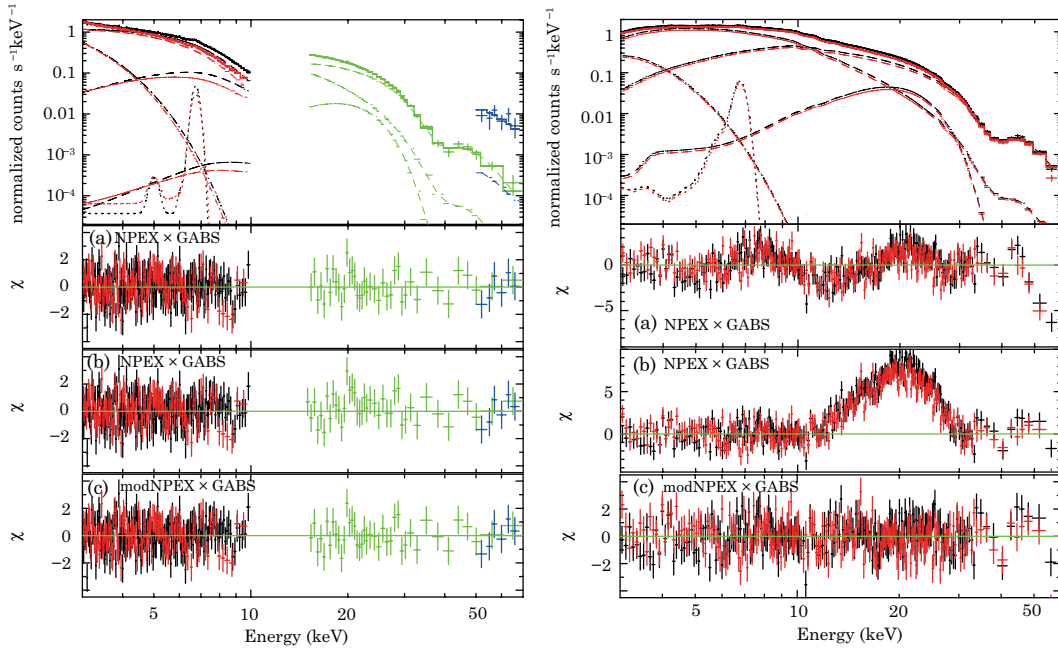 normalized counts s⁻¹keV⁻¹
1
0.1
0.01
10⁻³
10⁻⁴
(a) NPEX × GABS
χ
2
0
−2
(b) NPEX × GABS
χ
2
0
−2
(c) modNPEX × GABS
χ
2
0
−2
5
10
20
50
Energy (keV)
normalized counts s⁻¹keV⁻¹
1
0.1
0.01
10⁻³
10⁻⁴
χ
0
−5
(a) NPEX × GABS
(b) NPEX × GABS
χ
5
0
(c) modNPEX × GABS
χ
2
0
−2
5
10
20
50
Energy (keV)